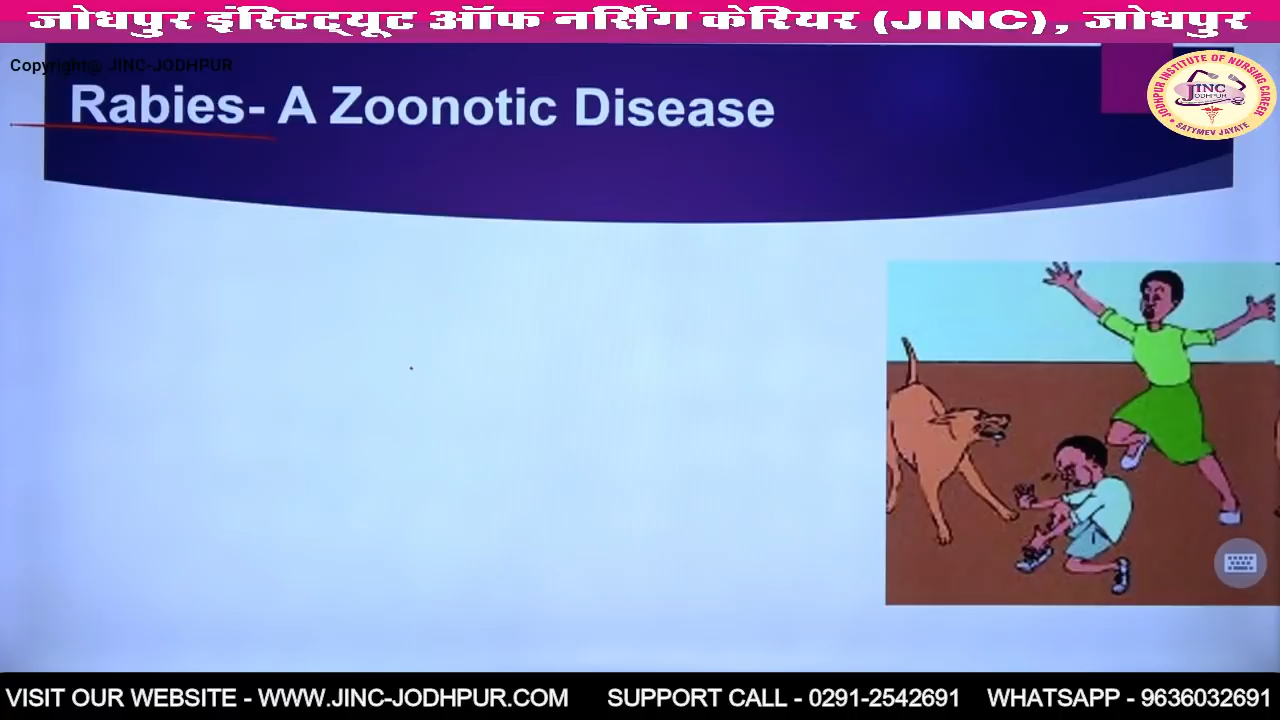 जोधपुर इंस्टिट्यूट ऑफ नर्सिंग केरियर (JINC), जोधपुर
Copyright@ JINC-JODHPUR
Rabies- A Zoonotic Disease
JODHPUR INSTITUTE OF NURSING CAREER
JINC
JODHPUR
SATYMEV JAYATE
VISIT OUR WEBSITE - WWW.JINC-JODHPUR.COM SUPPORT CALL - 0291-2542691 WHATSAPP - 9636032691